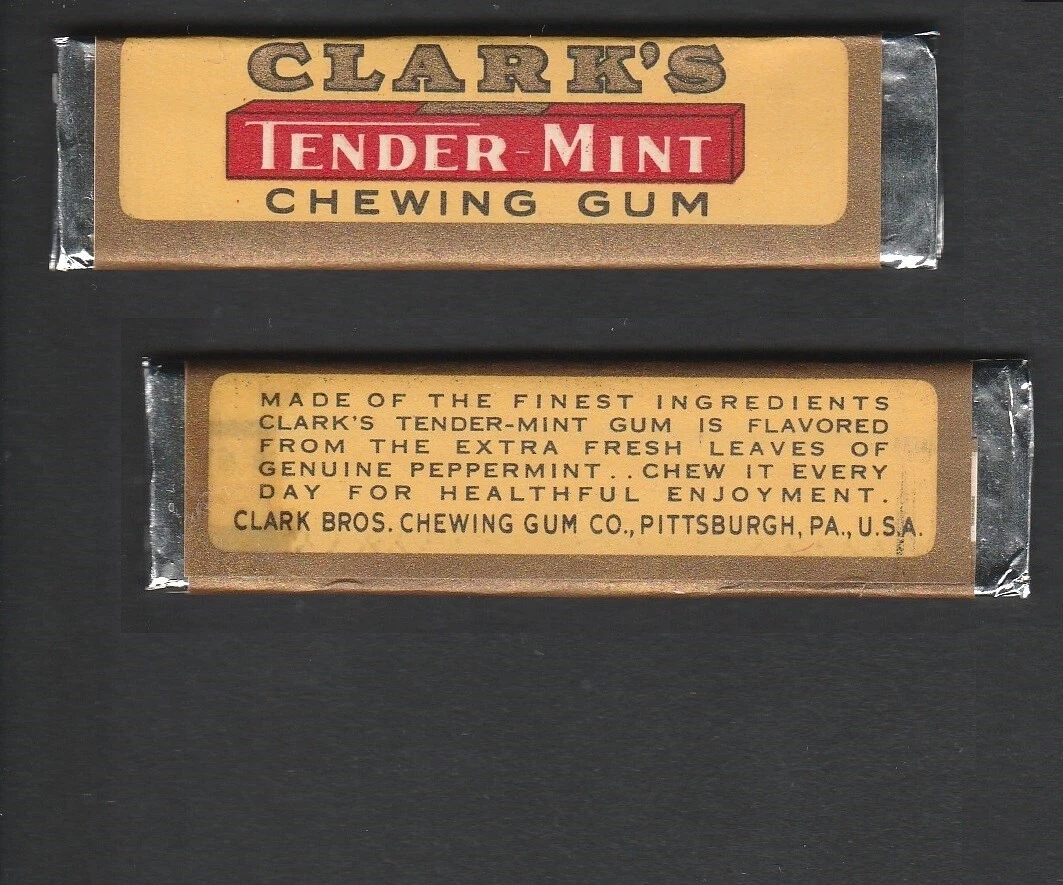 CLARK'S
TENDER-MINT
CHEWING GUM
MADE OF THE FINEST INGREDIENTS
CLARK'S TENDER-MINT GUM IS FLAVORED
FROM THE EXTRA FRESH LEAVES OF
GENUINE PEPPERMINT.. CHEW IT EVERY
DAY FOR HEALTHFUL ENJOYMENT.
CLARK BROS. CHEWING GUM CO., PITTSBURGH, PA., U.S.A.